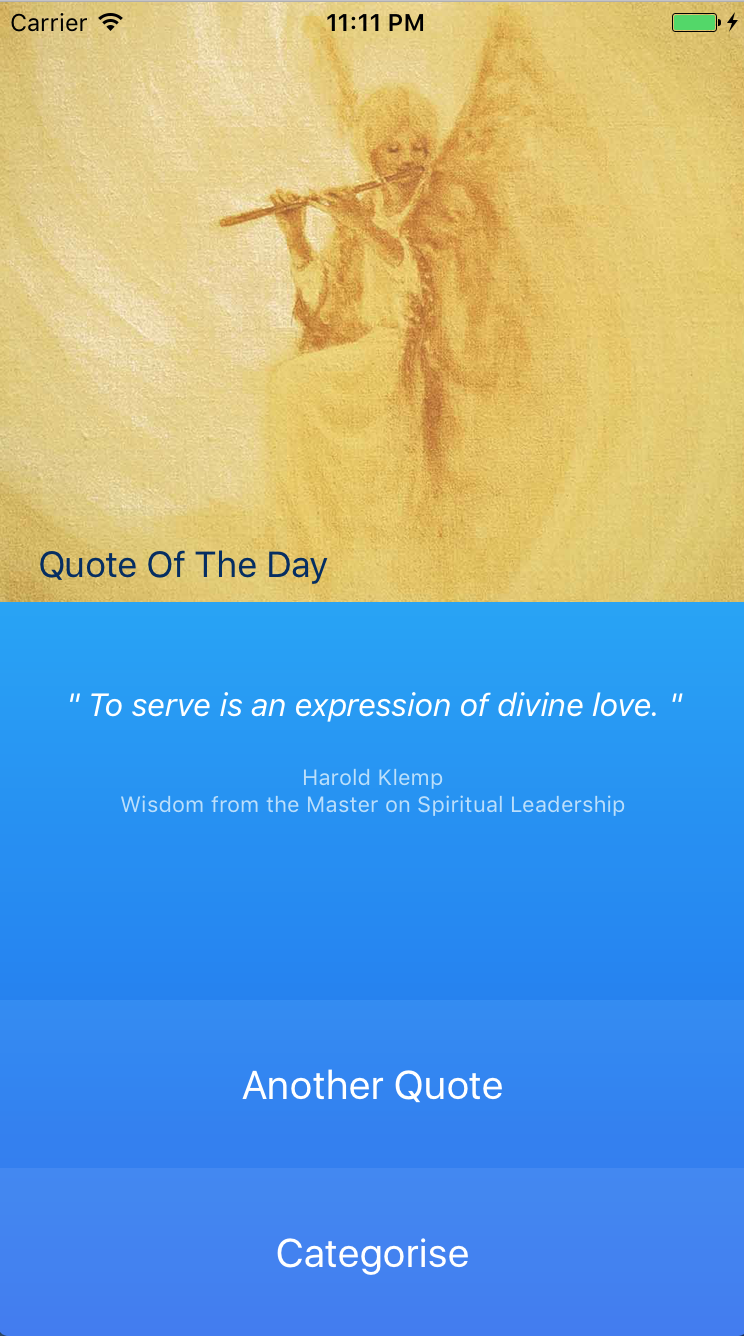 Carrier 11:11 PM
Quote Of The Day
" To serve is an expression of divine love. "
Harold Klemp
Wisdom from the Master on Spiritual Leadership
Another Quote
Categorise